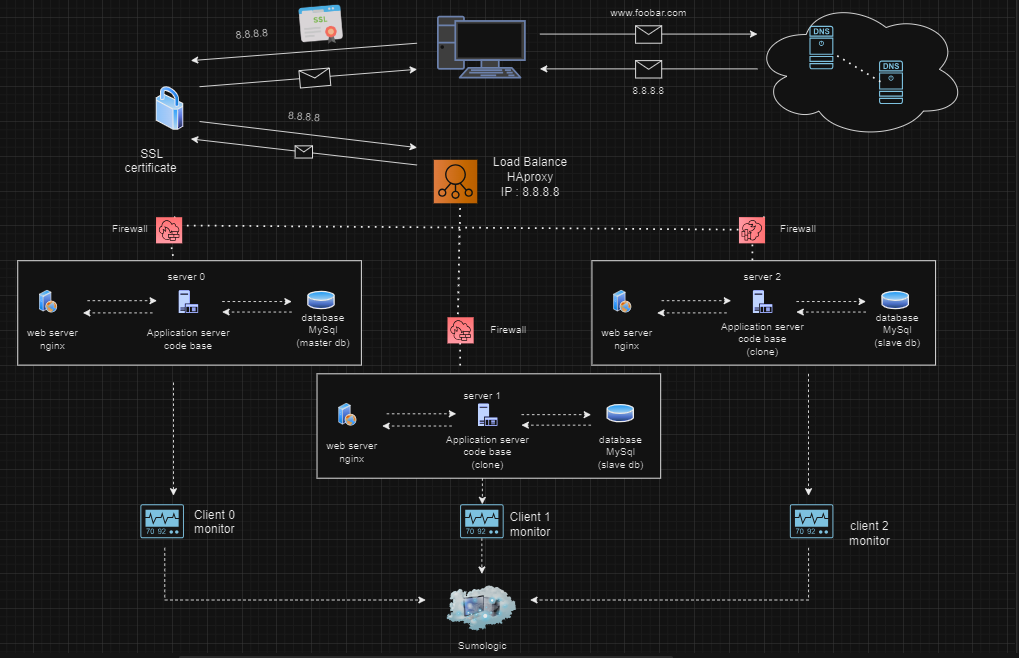 www.foobar.com
SSL
8.8.8.8
DNS
DNS
8.8.8.8
8.8.8.8
SSL
certificate
Load Balance
HAproxy
IP : 8.8.8.8
Firewall
Firewall
server 0
web server
nginx
Application server
code base
database
MySql
(master db)
server 2
web server
nginx
Application server
code base
(clone)
database
MySql
(slave db)
Firewall
server 1
web server
nginx
Application server
code base
(clone)
database
MySql
(slave db)
70 92
Client 0
monitor
70 92
Client 1
monitor
70 92
client 2
monitor
Sumologic